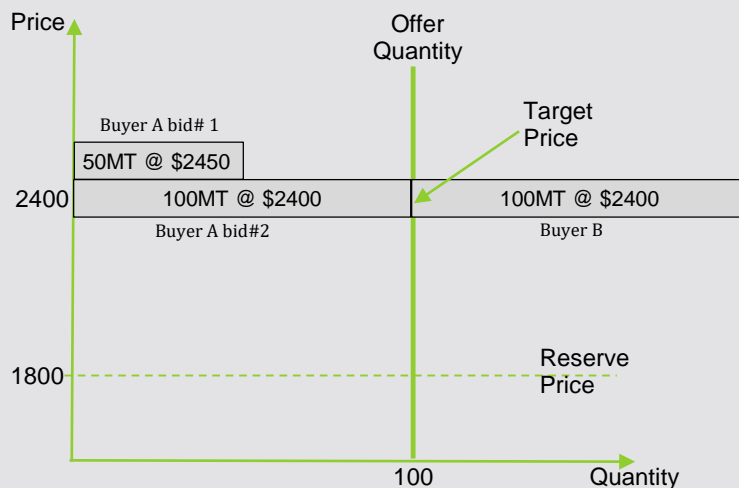 Price
Offer
Quantity
Target
Price
Buyer A bid# 1
50MT @ $2450
2400
100MT @ $2400
100MT @ $2400
Buyer A bid#2
Buyer B
Reserve
Price
1800
100
Quantity